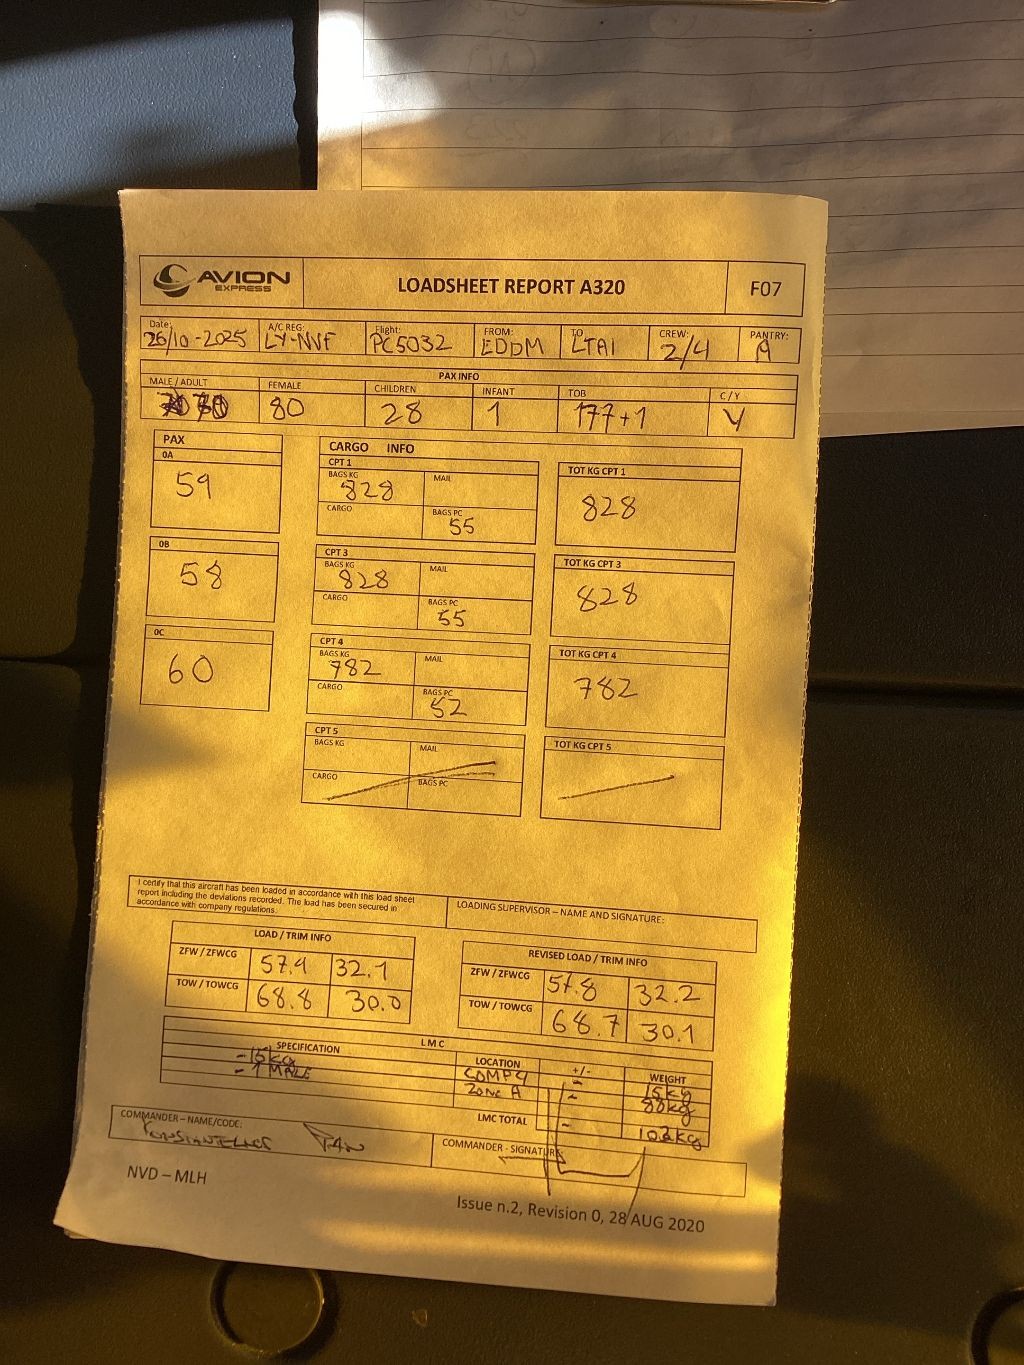 AVION EXPRESS LOADSHEET REPORT A320 F07
Date: A/C REG: Flight: FROM: TO CREW: PANTRY:
26/10-2025 LY-NVF PC5032 EDDM LTAI 2/4 A
PAX INFO
MALE / ADULT FEMALE CHILDREN INFANT TOB C / Y
80 28 1 177+1 Y
PAX
0A
59
0B
58
0C
60
CARGO INFO
CPT 1
BAGS KG MAIL
828
CARGO BAGS PC
55
TOT KG CPT 1
828
CPT 3
BAGS KG MAIL
828
CARGO BAGS PC
55
TOT KG CPT 3
828
CPT 4
BAGS KG MAIL
782
CARGO BAGS PC
52
TOT KG CPT 4
782
CPT 5
BAGS KG MAIL
CARGO BAGS PC
TOT KG CPT 5
I certify that this aircraft has been loaded in accordance with this load sheet
report including the deviations recorded. The load has been secured in
accordance with company regulations.
LOADING SUPERVISOR – NAME AND SIGNATURE:
LOAD / TRIM INFO
ZFW / ZFWCG 57.9 32.1
TOW / TOWCG 68.8 30.0
REVISED LOAD / TRIM INFO
ZFW / ZFWCG 57.8 32.2
TOW / TOWCG 68.7 30.1
L M C
SPECIFICATION LOCATION +/- WEIGHT
- 15kg COMP4 - 15kg
- 1 MALE ZONE A - 88kg
LMC TOTAL - 103kg
COMMANDER – NAME/CODE:
COMMANDER - SIGNATURE:
NVD – MLH
Issue n.2, Revision 0, 28 AUG 2020